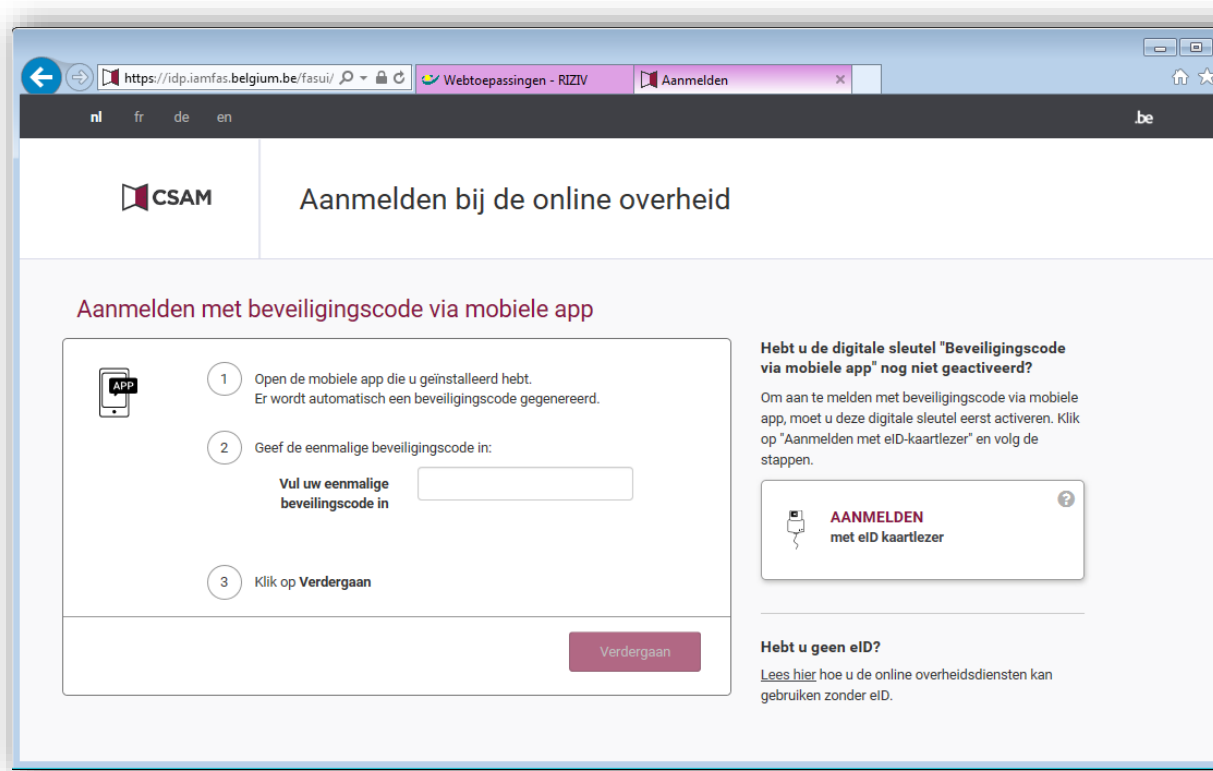 https://idp.iamfas.belgium.be/fasui/
Webtoepassingen - RIZIV
Aanmelden
nl fr de en
.be
CSAM
Aanmelden bij de online overheid
Aanmelden met beveiligingscode via mobiele app
APP
1 Open de mobiele app die u geïnstalleerd hebt.
Er wordt automatisch een beveiligingscode gegenereerd.
2 Geef de eenmalige beveiligingscode in:
Vul uw eenmalige
beveilingscode in
3 Klik op Verdergaan
Verdergaan
Hebt u de digitale sleutel "Beveiligingscode
via mobiele app" nog niet geactiveerd?
Om aan te melden met beveiligingscode via mobiele
app, moet u deze digitale sleutel eerst activeren. Klik
op "Aanmelden met eID-kaartlezer" en volg de
stappen.
?
AANMELDEN
met eID kaartlezer
Hebt u geen eID?
Lees hier hoe u de online overheidsdiensten kan
gebruiken zonder eID.